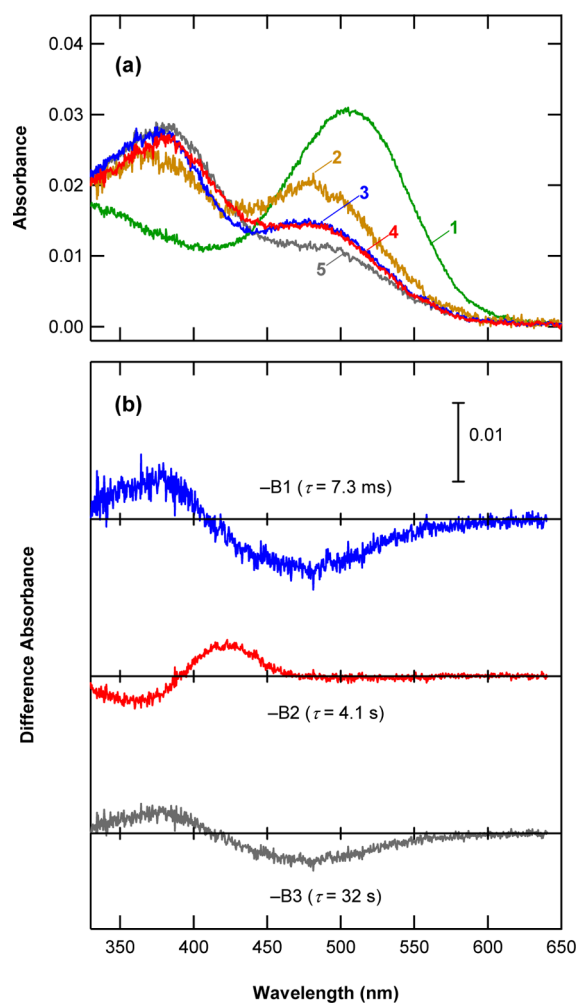 (a)
Absorbance
0.04
0.03
0.02
0.01
0.00
1
2
3
4
5
(b)
0.01
–B1 (τ = 7.3 ms)
–B2 (τ = 4.1 s)
–B3 (τ = 32 s)
Difference Absorbance
350 400 450 500 550 600 650
Wavelength (nm)